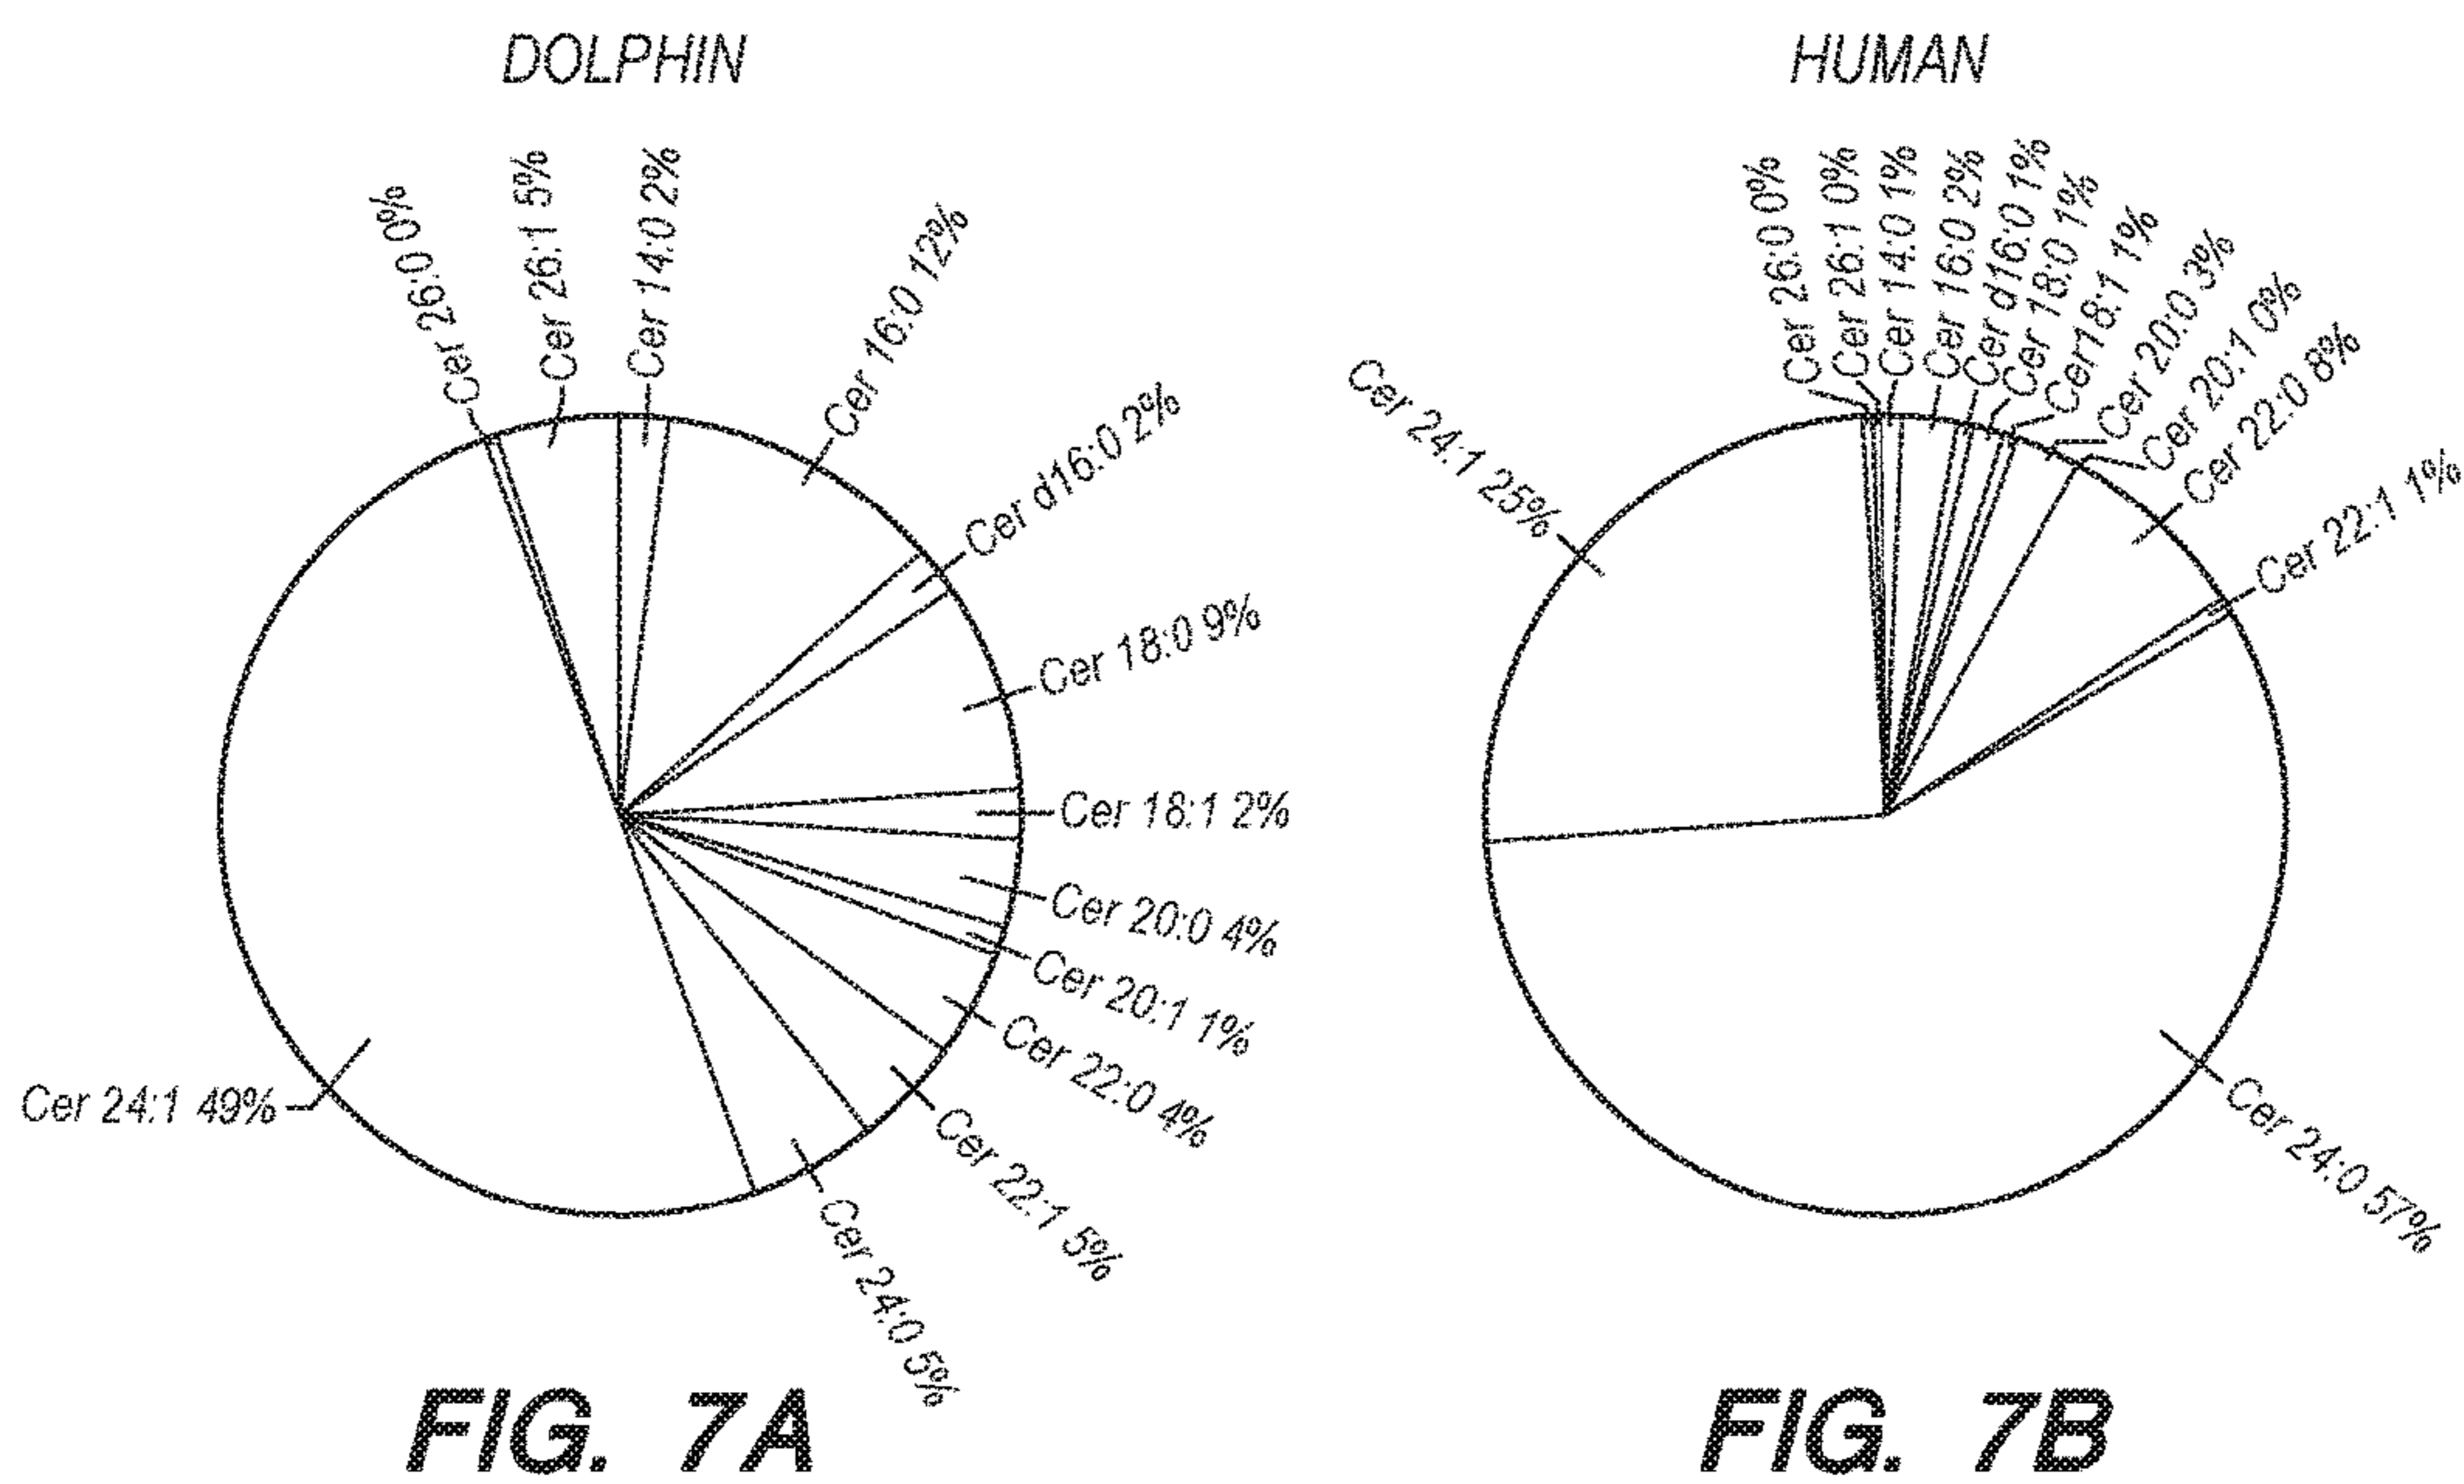 DOLPHIN
Cer 26:0 0%
Cer 26:1 5%
Cer 14:0 2%
Cer 16:0 12%
Cer d16:0 2%
Cer 18:0 9%
Cer 18:1 2%
Cer 20:0 4%
Cer 20:1 1%
Cer 22:0 4%
Cer 22:1 5%
Cer 24:0 5%
Cer 24:1 49%
FIG. 7A
HUMAN
Cer 24:1 25%
Cer 26:0 0%
Cer 26:1 0%
Cer 14:0 1%
Cer 16:0 2%
Cer d16:0 1%
Cer 18:0 1%
Cer18:1 1%
Cer 20:0 3%
Cer 20:1 0%
Cer 22:0 8%
Cer 22:1 1%
Cer 24:0 57%
FIG. 7B